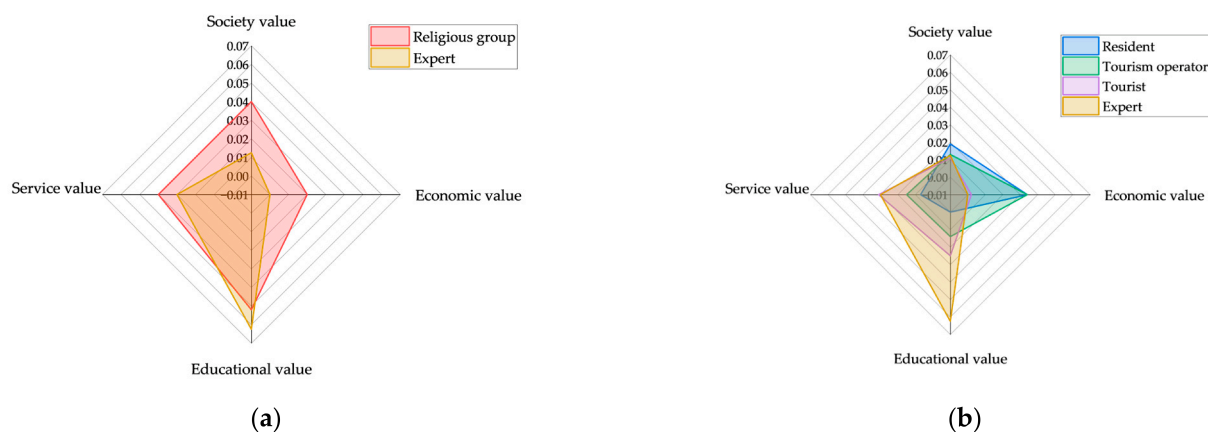 Society value
0.07
0.06
0.05
0.04
0.03
0.02
0.01
0.00
-0.01
Religious group
Expert
Service value
Economic value
Educational value
(a)
Society value
0.07
0.06
0.05
0.04
0.03
0.02
0.01
0.00
-0.01
Resident
Tourism operator
Tourist
Expert
Service value
Economic value
Educational value
(b)